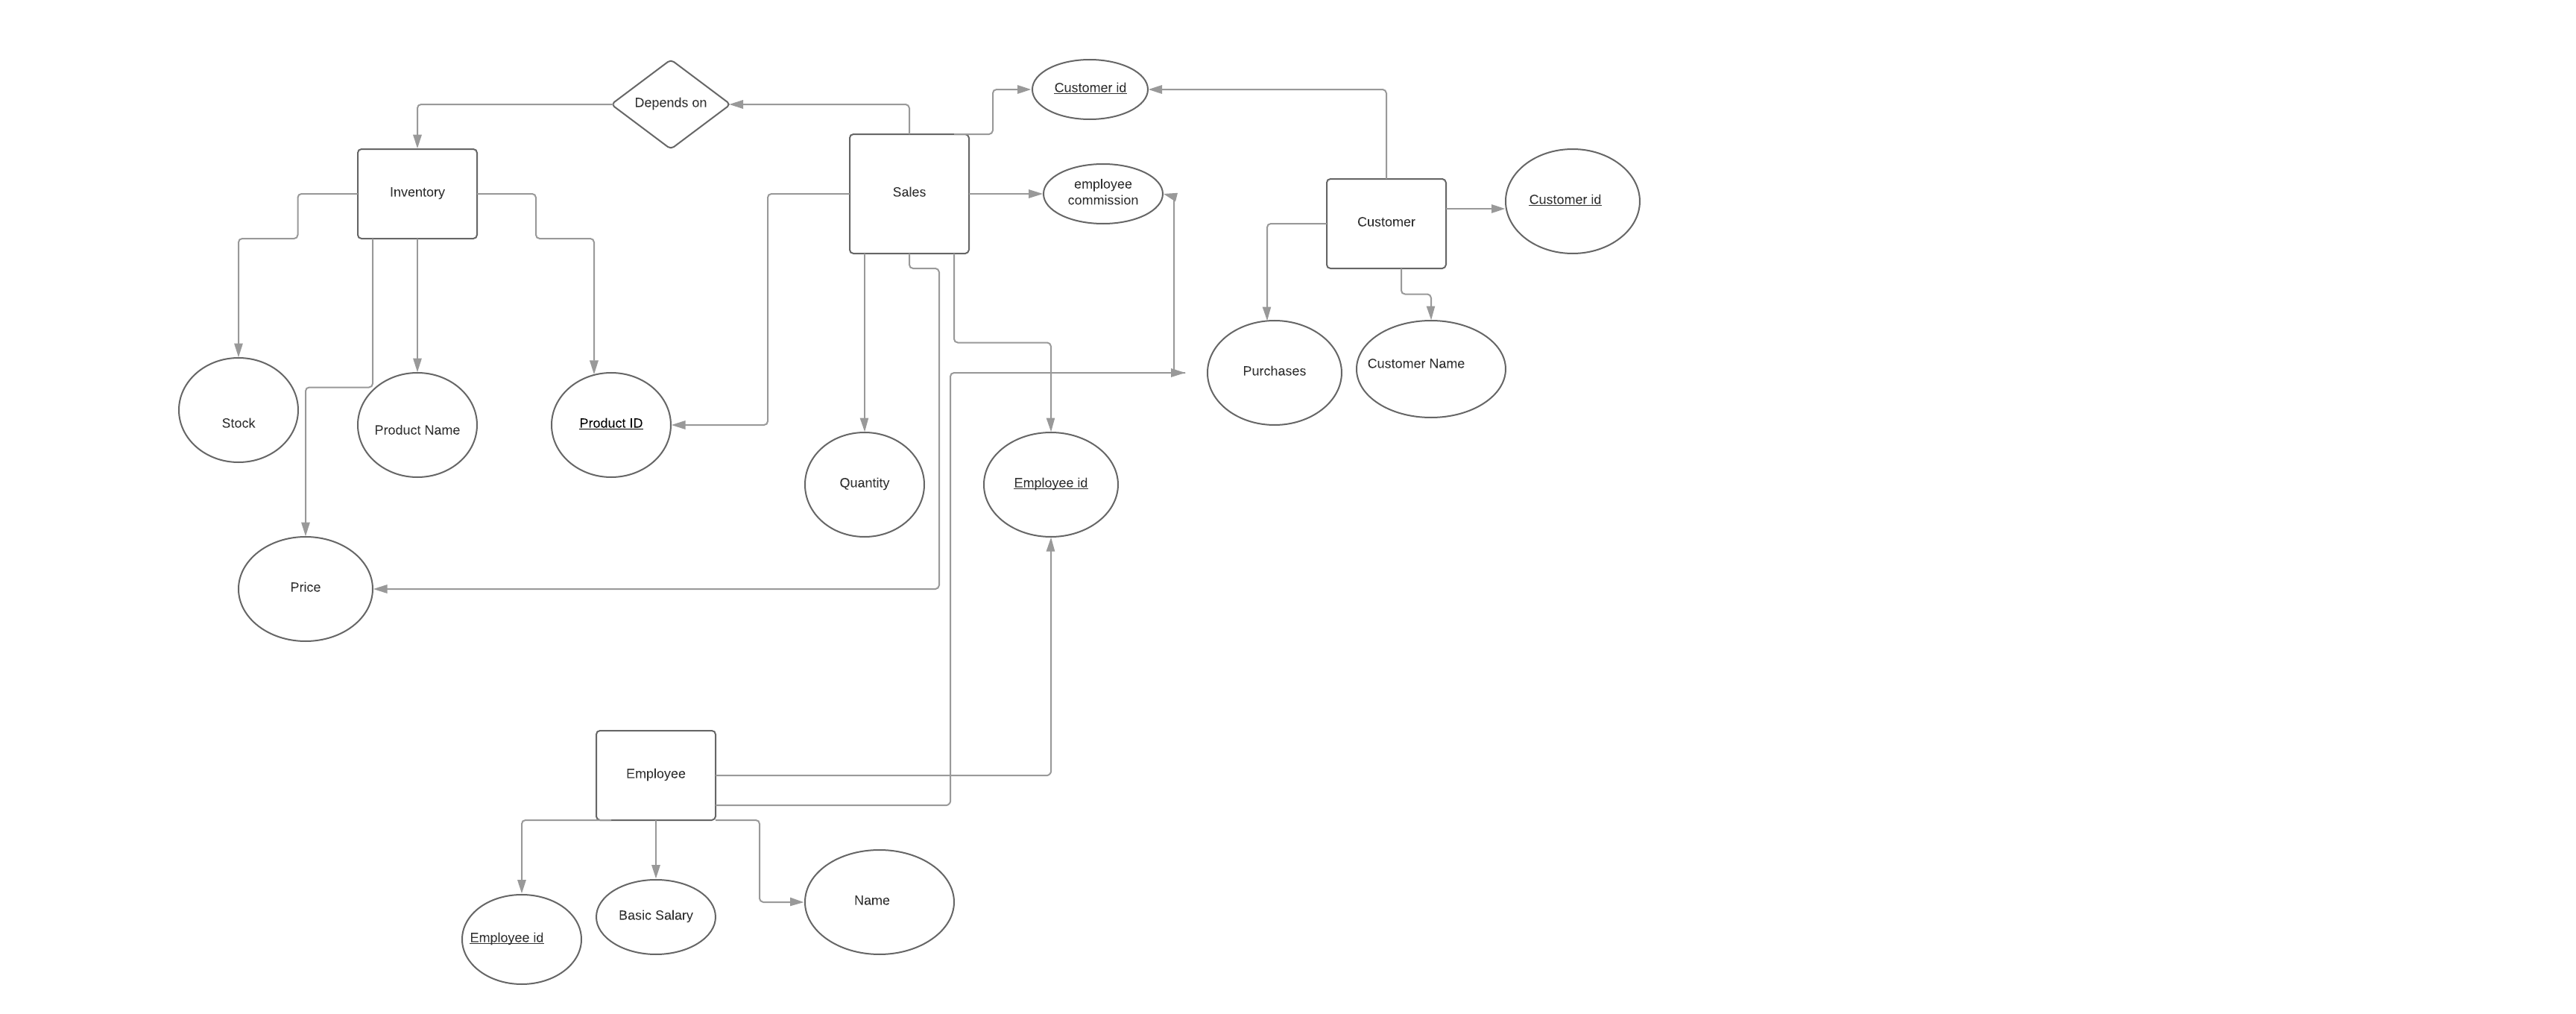 Customer id
Depends on
Inventory
Sales
employee
commission
Customer
Customer id
Purchases
Customer Name
Stock
Product Name
Product ID
Quantity
Employee id
Price
Employee
Employee id
Basic Salary
Name